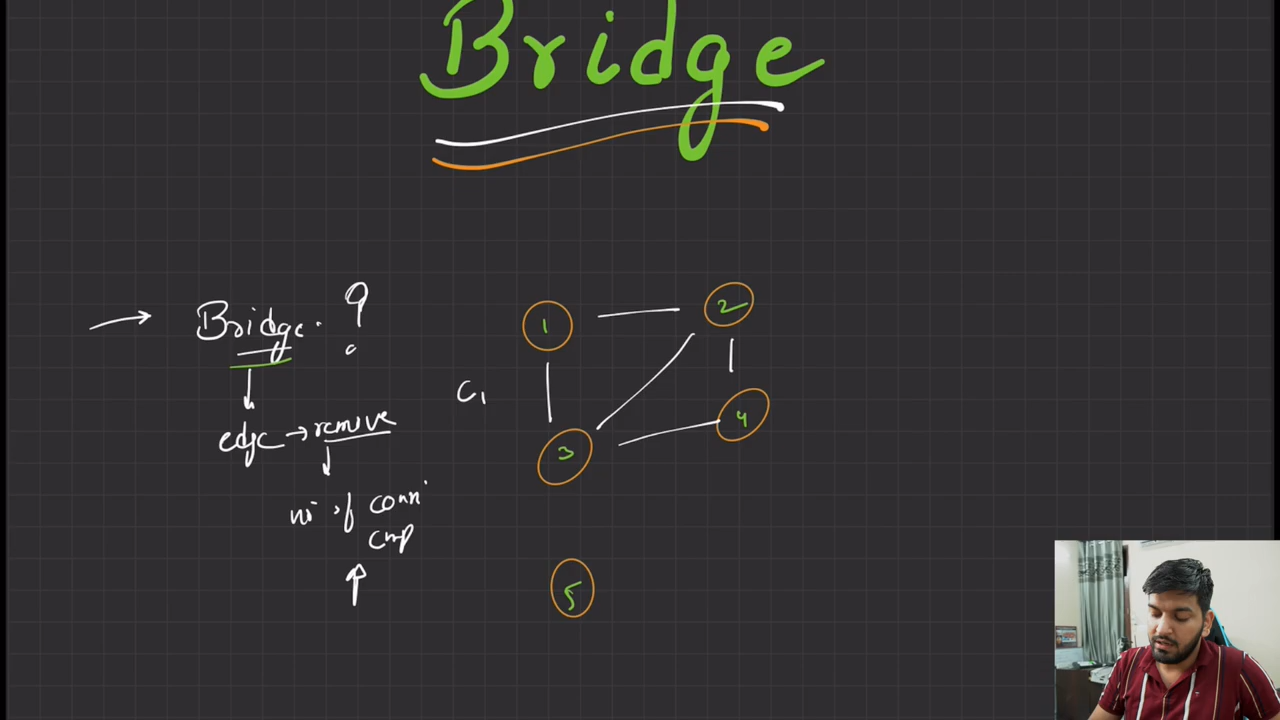 Bridge
Bridge. ?
edge → remove
no of conn
cmp
↑
C1
1
2
3
4
5